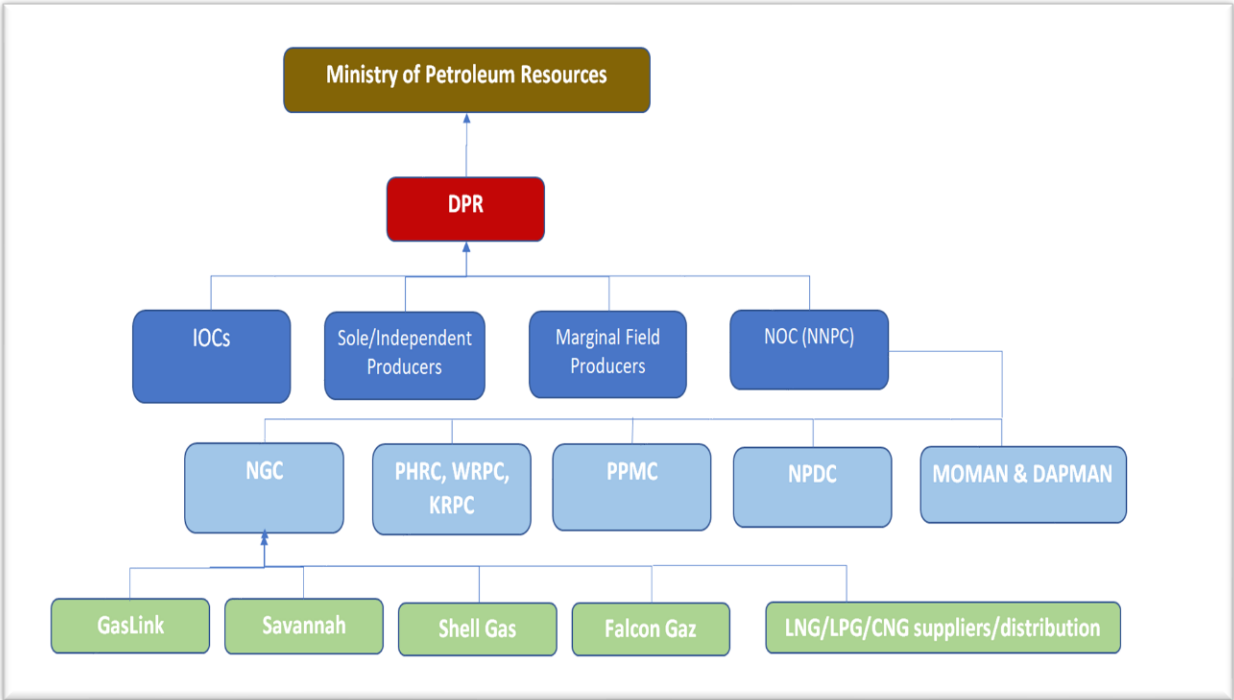 Ministry of Petroleum Resources
DPR
IOCs
Sole/Independent
Producers
Marginal Field
Producers
NOC (NNPC)
NGC
PHRC, WRPC,
KRPC
PPMC
NPDC
MOMAN & DAPMAN
GasLink
Savannah
Shell Gas
Falcon Gaz
LNG/LPG/CNG suppliers/distribution